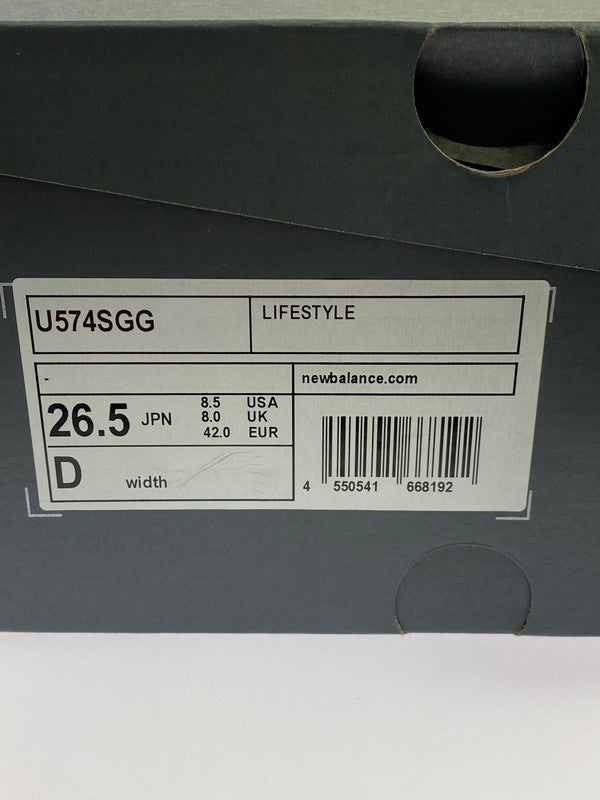 U574SGG
LIFESTYLE
-
newbalance.com
26.5 JPN
8.5 USA
8.0 UK
42.0 EUR
D width
4 550541 668192